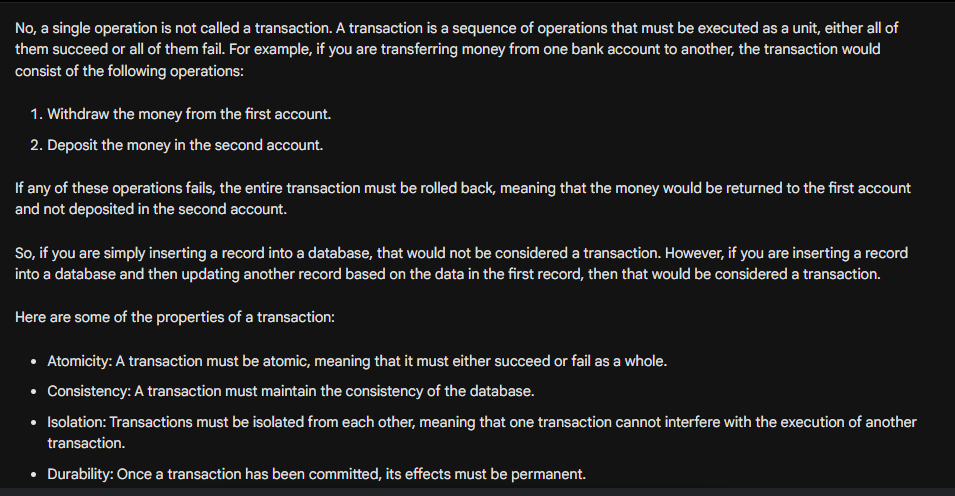 No, a single operation is not called a transaction. A transaction is a sequence of operations that must be executed as a unit, either all of
them succeed or all of them fail. For example, if you are transferring money from one bank account to another, the transaction would
consist of the following operations:
1. Withdraw the money from the first account.
2. Deposit the money in the second account.
If any of these operations fails, the entire transaction must be rolled back, meaning that the money would be returned to the first account
and not deposited in the second account.
So, if you are simply inserting a record into a database, that would not be considered a transaction. However, if you are inserting a record
into a database and then updating another record based on the data in the first record, then that would be considered a transaction.
Here are some of the properties of a transaction:
• Atomicity: A transaction must be atomic, meaning that it must either succeed or fail as a whole.
• Consistency: A transaction must maintain the consistency of the database.
• Isolation: Transactions must be isolated from each other, meaning that one transaction cannot interfere with the execution of another
transaction.
• Durability: Once a transaction has been committed, its effects must be permanent.